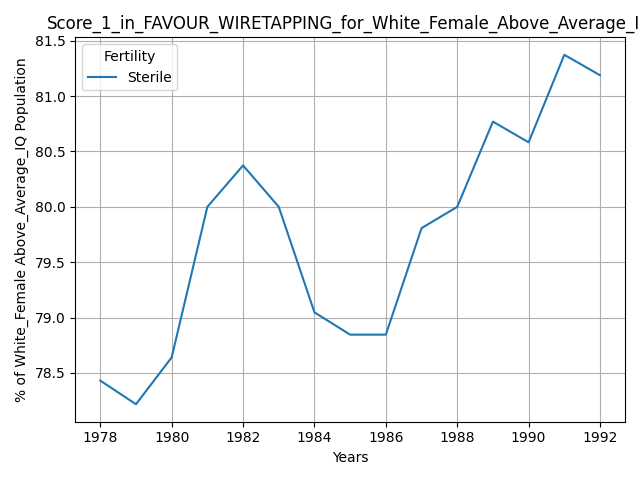 Score_1_in_FAVOUR_WIRETAPPING_for_White_Female_Above_Average_I
Fertility
Sterile
% of White_Female Above_Average_IQ Population
81.5
81.0
80.5
80.0
79.5
79.0
78.5
1978 1980 1982 1984 1986 1988 1990 1992
Years